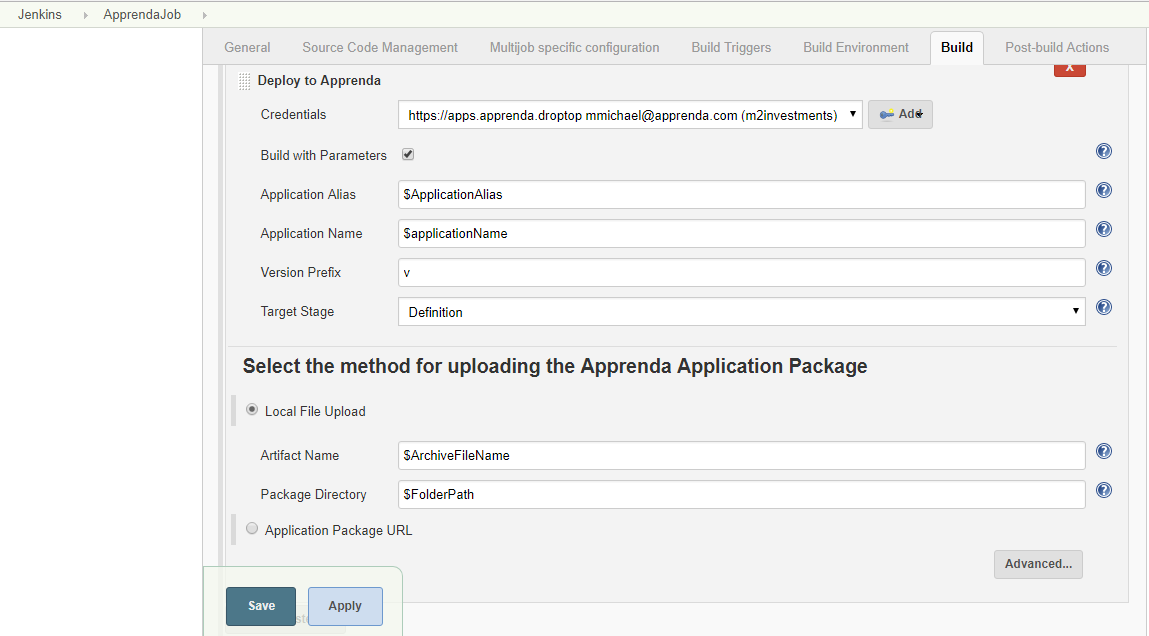 Jenkins ApprendaJob
General Source Code Management Multijob specific configuration Build Triggers Build Environment Build Post-build Actions
X
Deploy to Apprenda
Credentials https://apps.apprenda.droptop mmichael@apprenda.com (m2investments) Add
Build with Parameters
Application Alias $ApplicationAlias
Application Name $applicationName
Version Prefix v
Target Stage Definition
Select the method for uploading the Apprenda Application Package
Local File Upload
Artifact Name $ArchiveFileName
Package Directory $FolderPath
Application Package URL
Advanced...
Save Apply